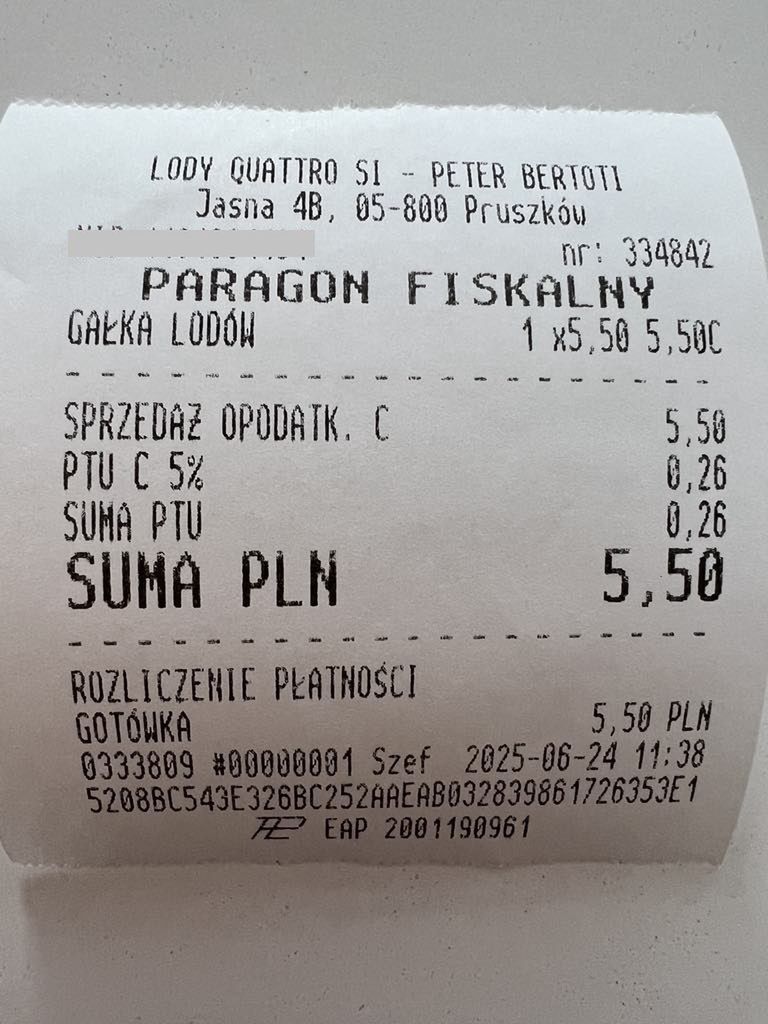 LODY QUATTRO SI - PETER BERTOTI
Jasna 4B, 05-800 Pruszków
nr: 334842
PARAGON FISKALNY
GAŁKA LODÓW 1 x5,50 5,50C
SPRZEDAŻ OPODATK. C 5,50
PTU C 5% 0,26
SUMA PTU 0,26
SUMA PLN 5,50
ROZLICZENIE PŁATNOŚCI
GOTÓWKA 5,50 PLN
0333809 #00000001 Szef 2025-06-24 11:38
5208BC543E326BC252AAEAB032839861726353E1
EAP 2001190961